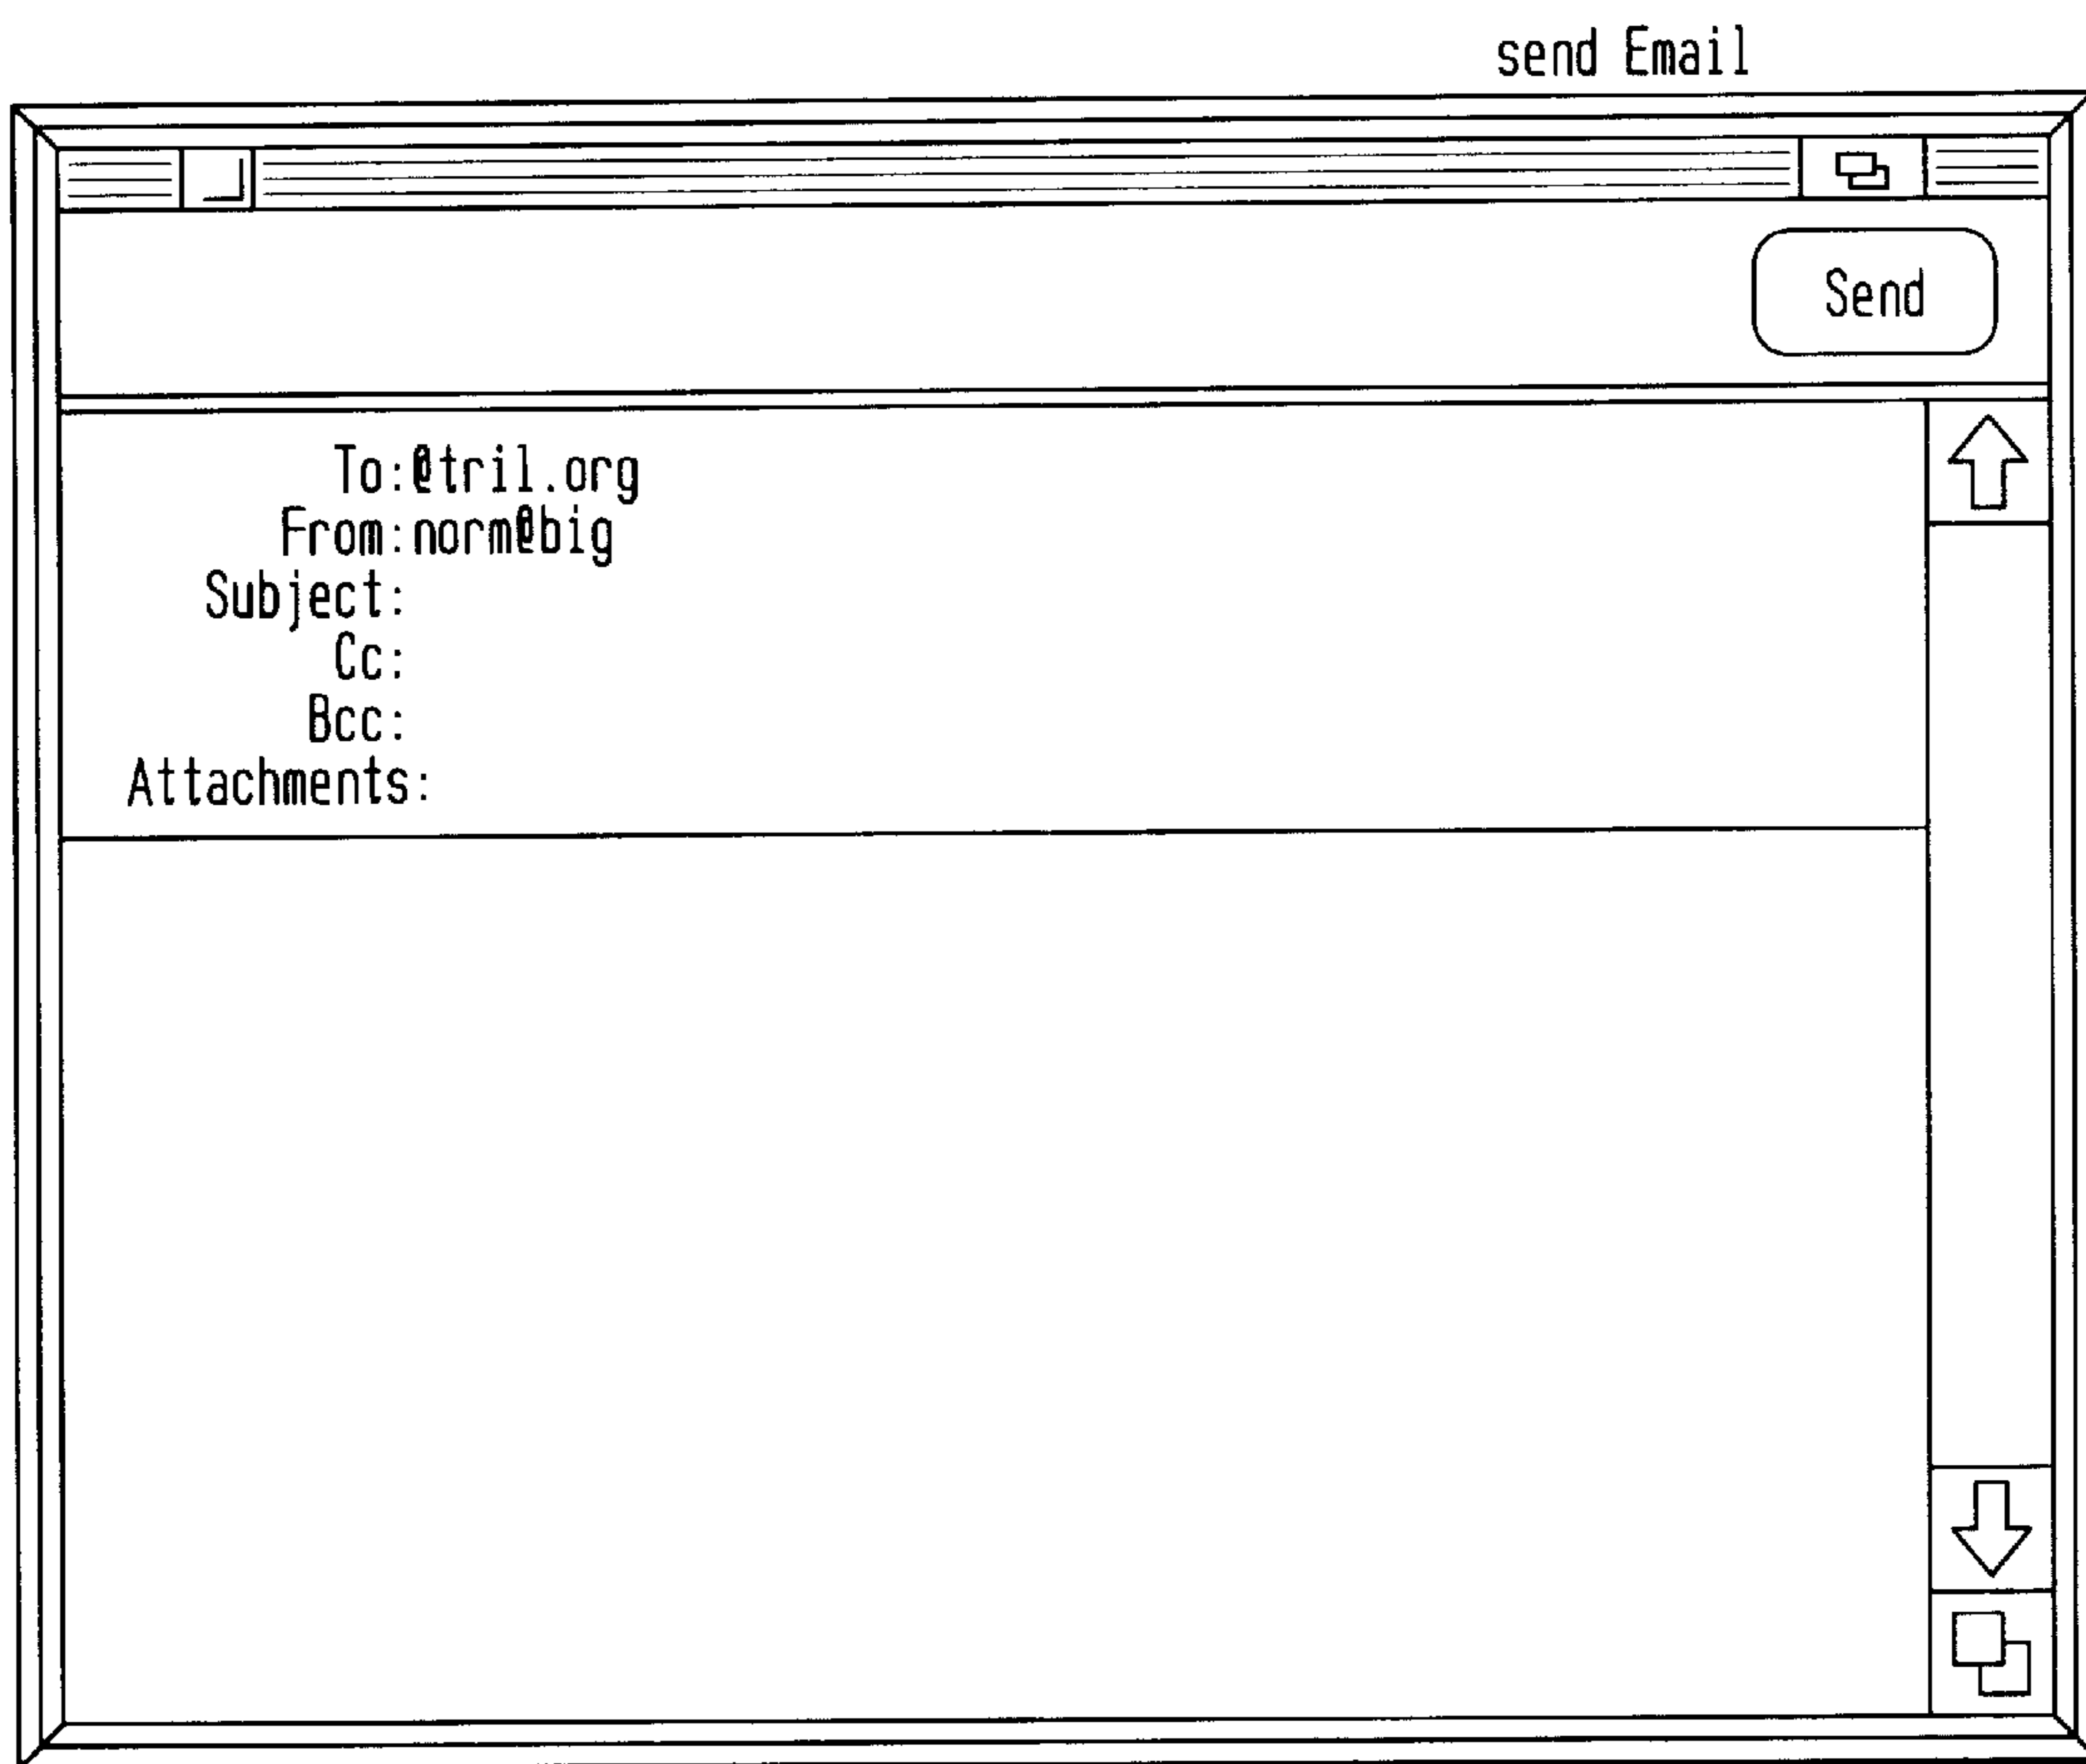 send Email
Send
To:@tril.org
From:norm@big
Subject:
Cc:
Bcc:
Attachments: